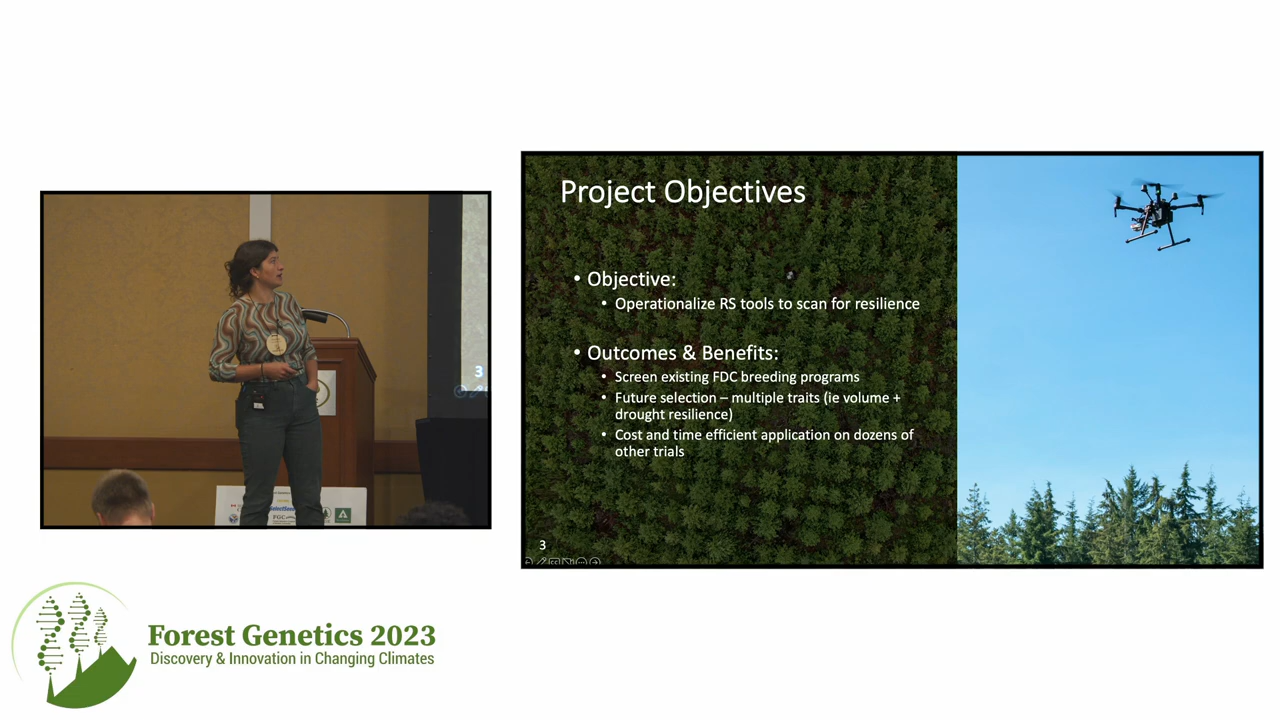 Project Objectives
• Objective:
• Operationalize RS tools to scan for resilience
• Outcomes & Benefits:
• Screen existing FDC breeding programs
• Future selection – multiple traits (ie volume +
drought resilience)
• Cost and time efficient application on dozens of
other trials
3
3
Forest Genetics 2023
Discovery & Innovation in Changing Climates